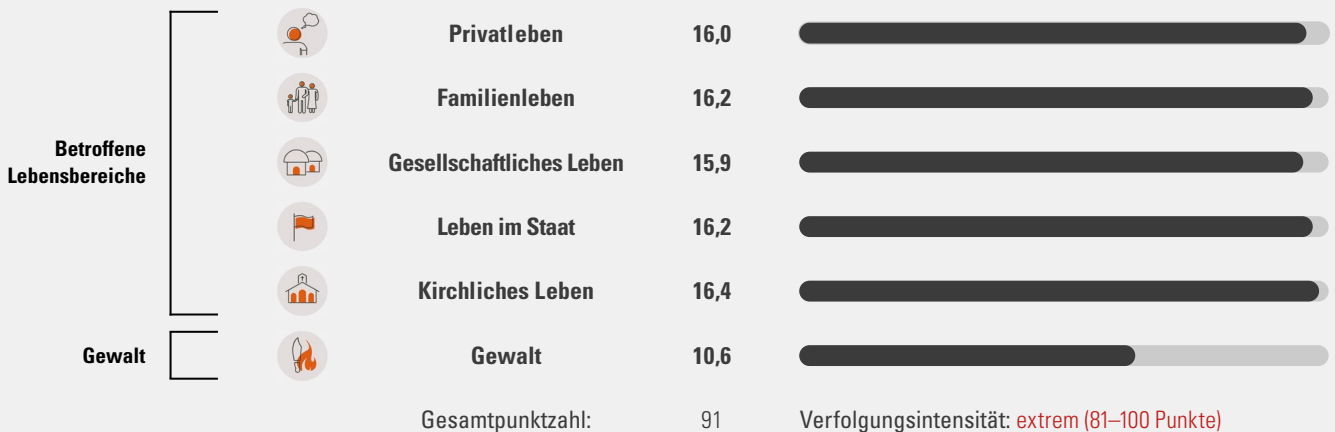 Privatleben 16,0
Familienleben 16,2
Betroffene
Lebensbereiche
Gesellschaftliches Leben 15,9
Leben im Staat 16,2
Kirchliches Leben 16,4
Gewalt Gewalt 10,6
Gesamtpunktzahl: 91 Verfolgungsintensität: extrem (81–100 Punkte)